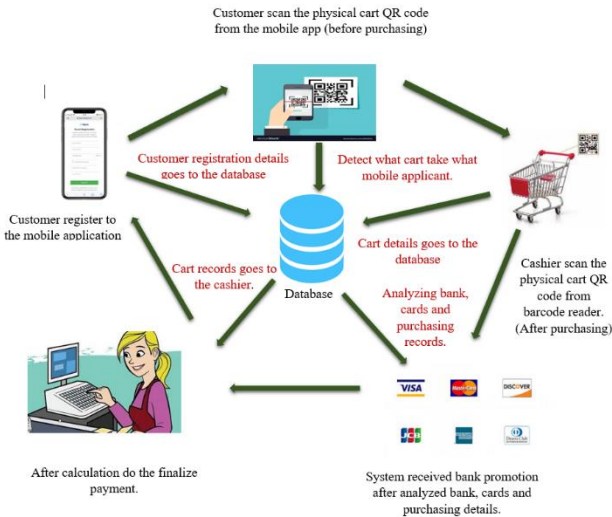 Customer scan the physical cart QR code
from the mobile app (before purchasing)
Customer registration details
goes to the database
Detect what cart take what
mobile applicant.
Customer register to
the mobile application
Cart records goes to
the cashier.
Database
Cart details goes to the
database
Analyzing bank,
cards and
purchasing
records.
Cashier scan the
physical cart QR
code from
barcode reader.
(After purchasing)
VISA
MasterCard
DISCOVER
JCB
After calculation do the finalize
payment.
System received bank promotion
after analyzed bank, cards and
purchasing details.